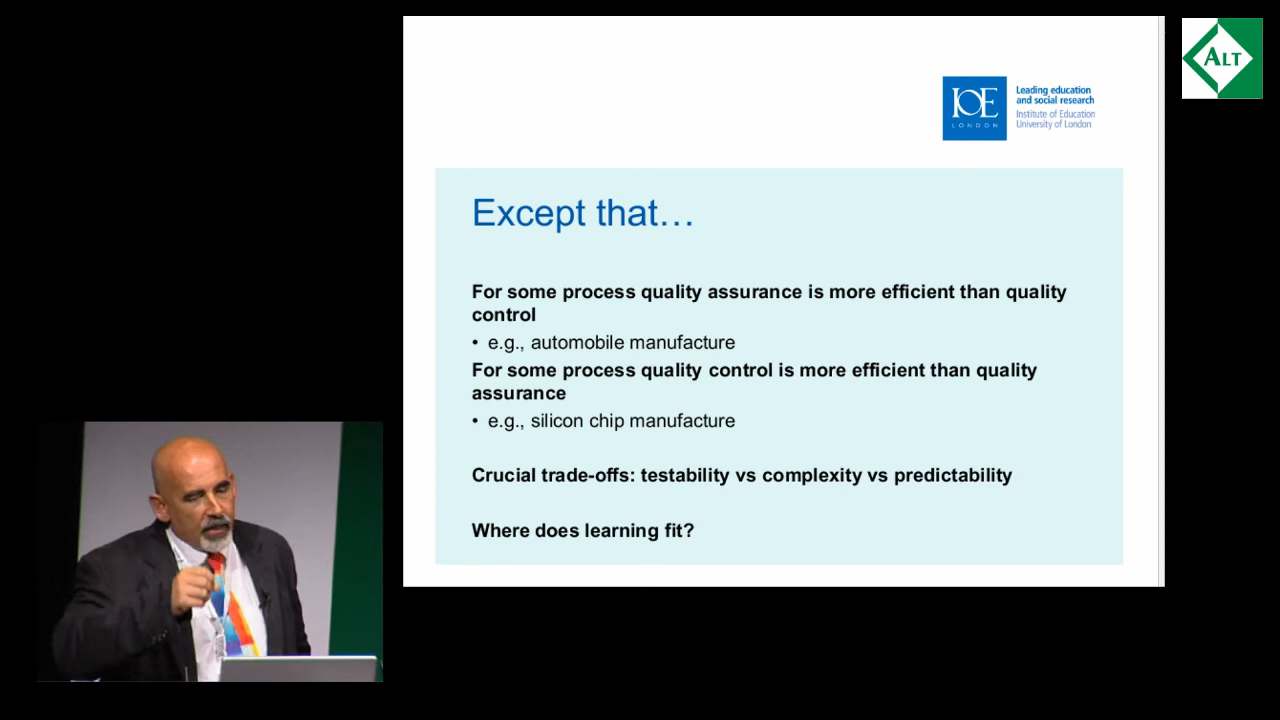 ALT
IOE
LONDON
Leading education
and social research
Institute of Education
University of London
Except that…
For some process quality assurance is more efficient than quality
control
• e.g., automobile manufacture
For some process quality control is more efficient than quality
assurance
• e.g., silicon chip manufacture
Crucial trade-offs: testability vs complexity vs predictability
Where does learning fit?